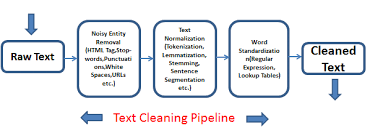 Raw Text
Noisy Entity
Removal
(HTML Tag,Stop-
words,Punctuati
ons,White
Spaces,URLs
etc.)
Text
Normalization
(Tokenization,
Lemmatization,
Stemming,
Sentence
Segmentation
etc.)
Word
Standardizatio
n(Regular
Expression,
Lookup Tables)
Cleaned
Text
Text Cleaning Pipeline